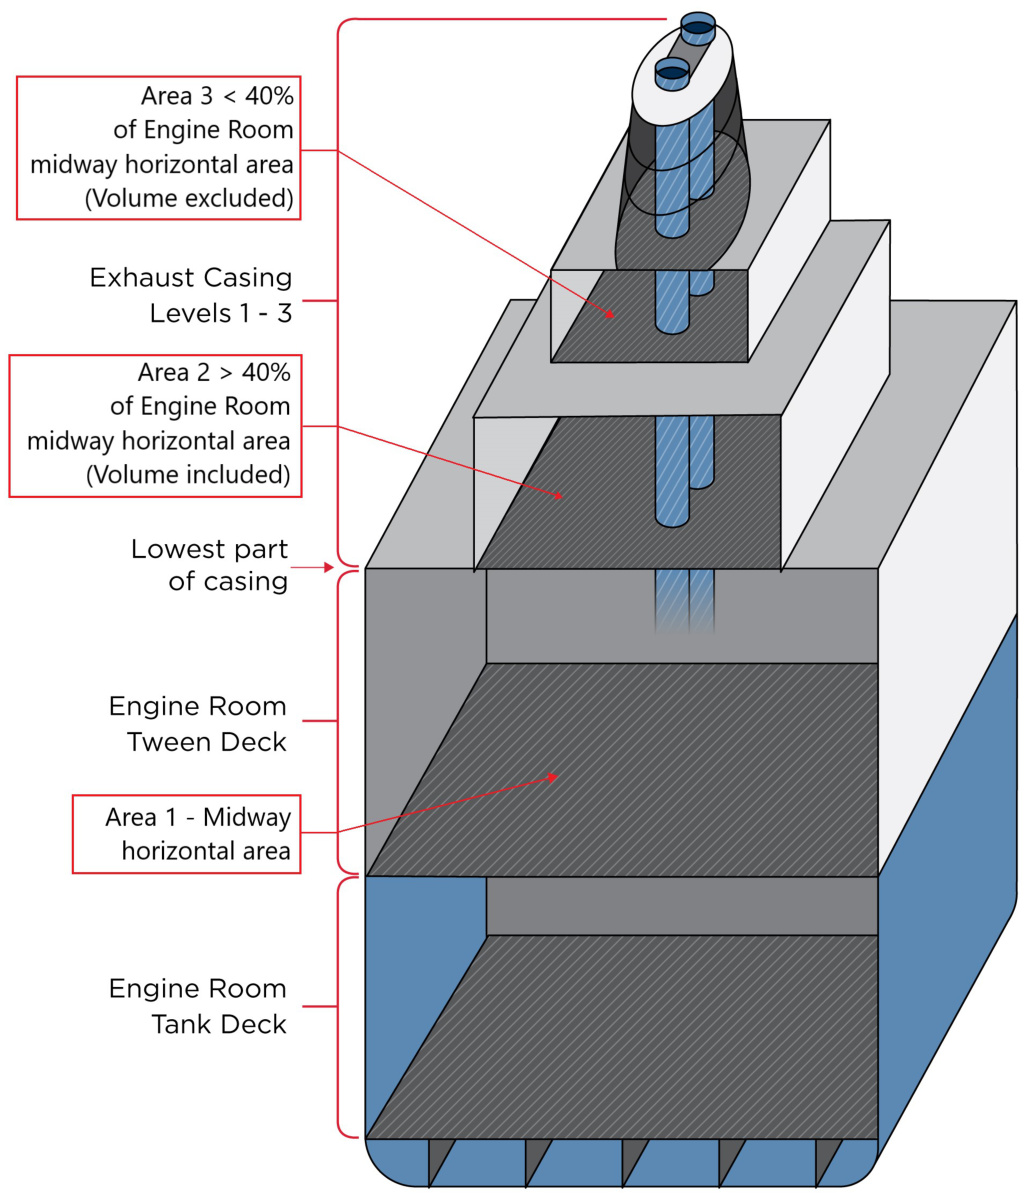 Area 3 < 40%
of Engine Room
midway horizontal area
(Volume excluded)
Exhaust Casing
Levels 1 - 3
Area 2 > 40%
of Engine Room
midway horizontal area
(Volume included)
Lowest part
of casing
Engine Room
Tween Deck
Area 1 - Midway
horizontal area
Engine Room
Tank Deck